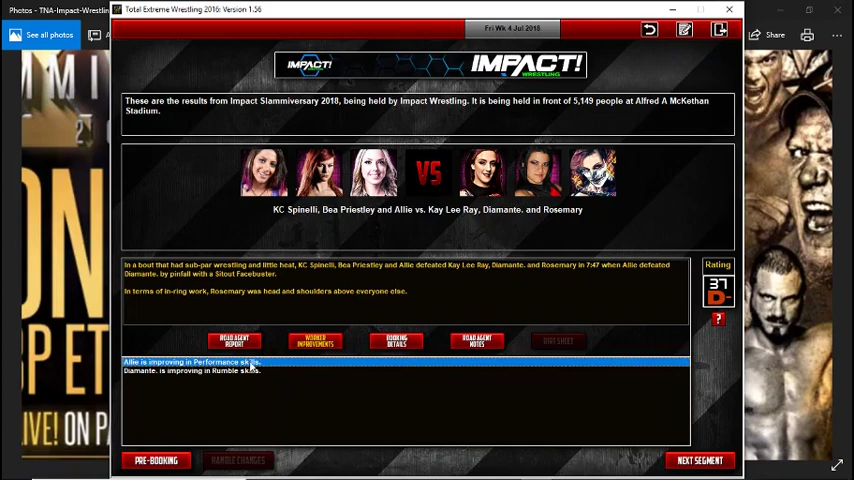 Photos - TNA-Impact-Wrestlin
Total Extreme Wrestling 2016: Version 1.56
See all photos
Share
Fri Wk 4 Jul 2018
IMPACT!
IMPACT!
WRESTLING
These are the results from Impact Slammiversary 2018, being held by Impact Wrestling. It is being held in front of 5,149 people at Alfred A McKethan
Stadium.
VS
KC Spinelli, Bea Priestley and Allie vs. Kay Lee Ray, Diamante. and Rosemary
In a bout that had sub-par wrestling and little heat, KC Spinelli, Bea Priestley and Allie defeated Kay Lee Ray, Diamante. and Rosemary in 7:47 when Allie defeated
Diamante. by pinfall with a Sitout Facebuster.
In terms of in-ring work, Rosemary was head and shoulders above everyone else.
Rating
37
D-
?
ROAD AGENT
REPORT
WORKER
IMPROVEMENTS
BOOKING
DETAILS
ROAD AGENT
NOTES
DIRT SHEET
Allie is improving in Performance skills.
Diamante. is improving in Rumble skills.
PRE-BOOKING
HANDLE CHANGES
NEXT SEGMENT
ON
SP ET
LIVE! ON PA